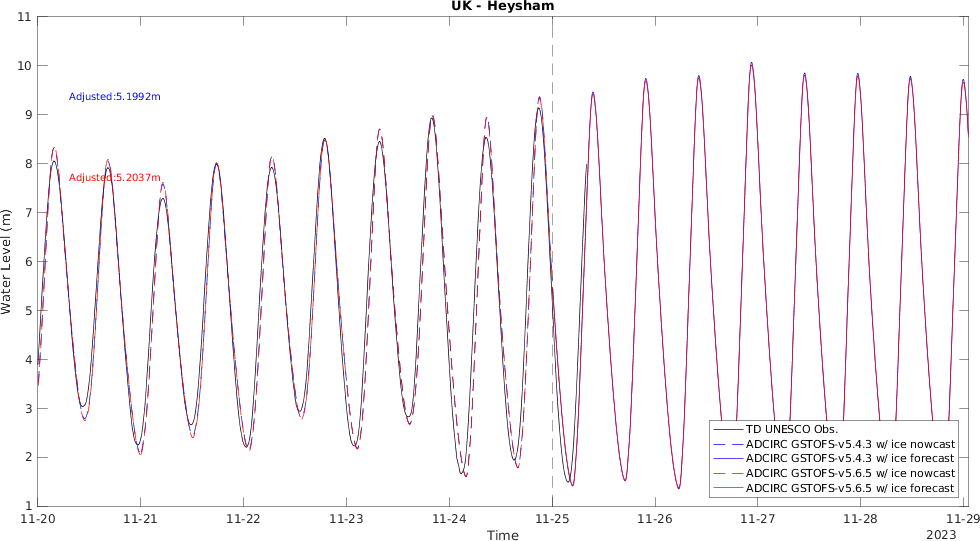 UK - Heysham
11
10
9
8
7
6
5
4
3
2
1
Water Level (m)
Adjusted:5.1992m
Adjusted:5.2037m
TD UNESCO Obs.
ADCIRC GSTOFS-v5.4.3 w/ ice nowcast
ADCIRC GSTOFS-v5.4.3 w/ ice forecast
ADCIRC GSTOFS-v5.6.5 w/ ice nowcast
ADCIRC GSTOFS-v5.6.5 w/ ice forecast
11-20 11-21 11-22 11-23 11-24 11-25 11-26 11-27 11-28 11-29
Time
2023